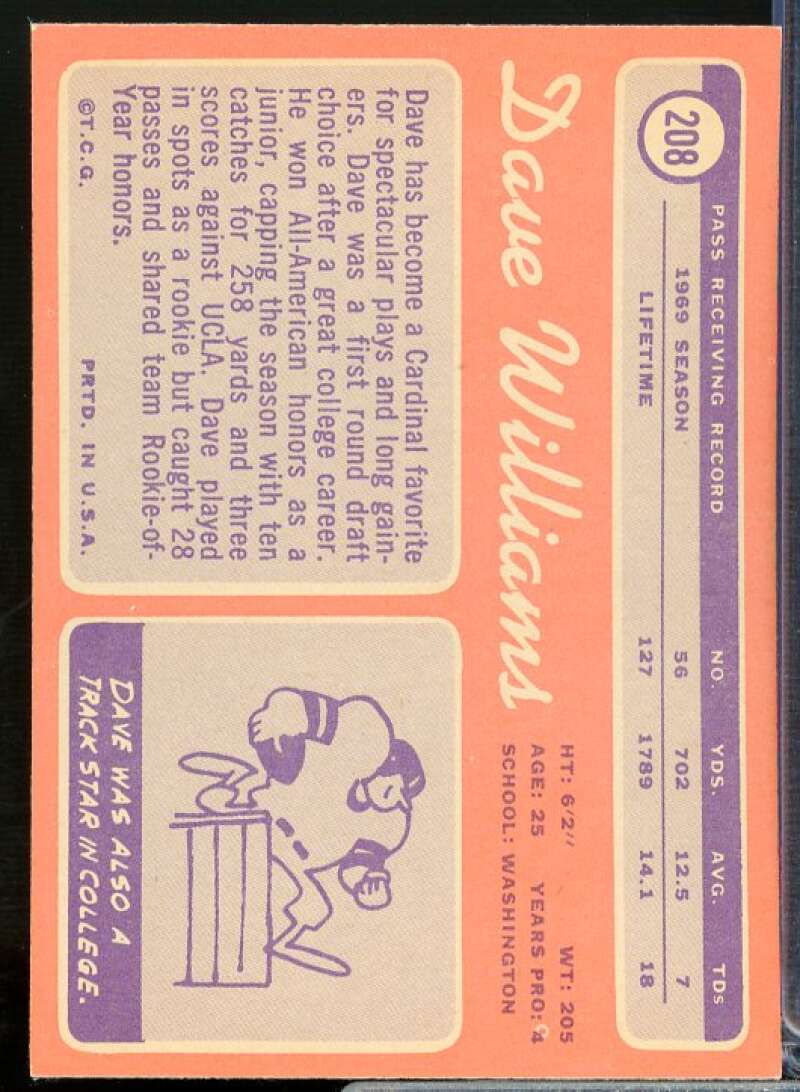 208
PASS RECEIVING RECORD NO. YDS. AVG. TDs
1969 SEASON 56 702 12.5 7
LIFETIME 127 1789 14.1 18
Dave Williams
HT: 6'2" WT: 205
AGE: 25 YEARS PRO: 4
SCHOOL: WASHINGTON
Dave has become a Cardinal favorite
for spectacular plays and long gain-
ers. Dave was a first round draft
choice after a great college career.
He won All-American honors as a
junior, capping the season with ten
catches for 258 yards and three
scores against UCLA. Dave played
in spots as a rookie but caught 28
passes and shared team Rookie-of-
Year honors.
©T.C.G. PRTD. IN U.S.A.
DAVE WAS ALSO A
TRACK STAR IN COLLEGE.